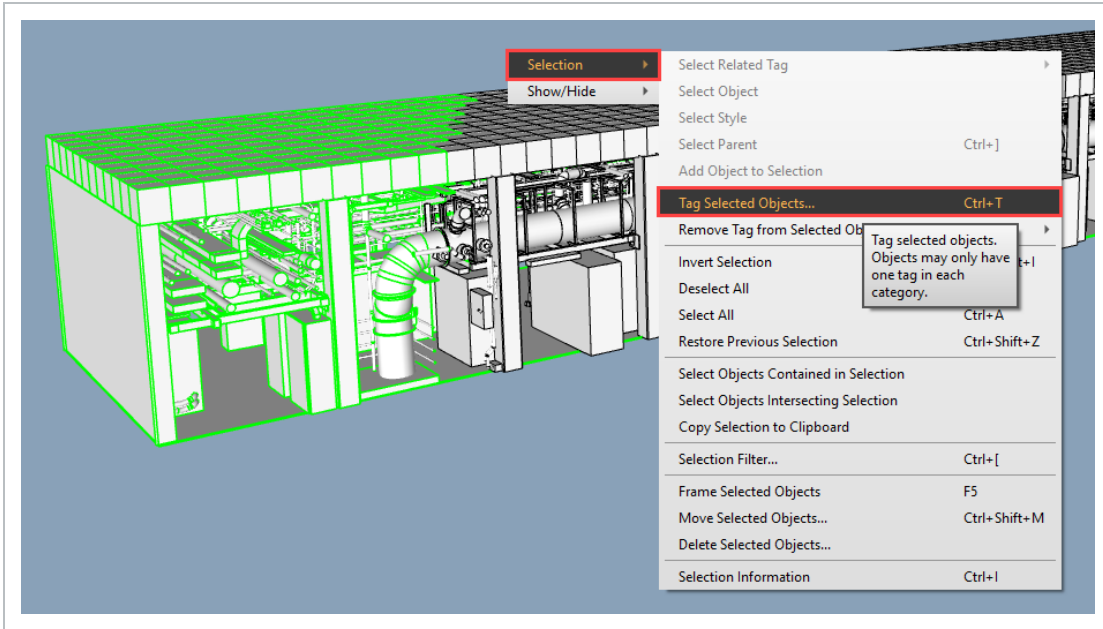 Selection
Show/Hide
Select Related Tag
Select Object
Select Style
Select Parent Ctrl+]
Add Object to Selection
Tag Selected Objects... Ctrl+T
Remove Tag from Selected Ob
Tag selected objects.
Objects may only have
one tag in each
category.
Invert Selection t+I
Deselect All
Select All Ctrl+A
Restore Previous Selection Ctrl+Shift+Z
Select Objects Contained in Selection
Select Objects Intersecting Selection
Copy Selection to Clipboard
Selection Filter... Ctrl+[
Frame Selected Objects F5
Move Selected Objects... Ctrl+Shift+M
Delete Selected Objects...
Selection Information Ctrl+I